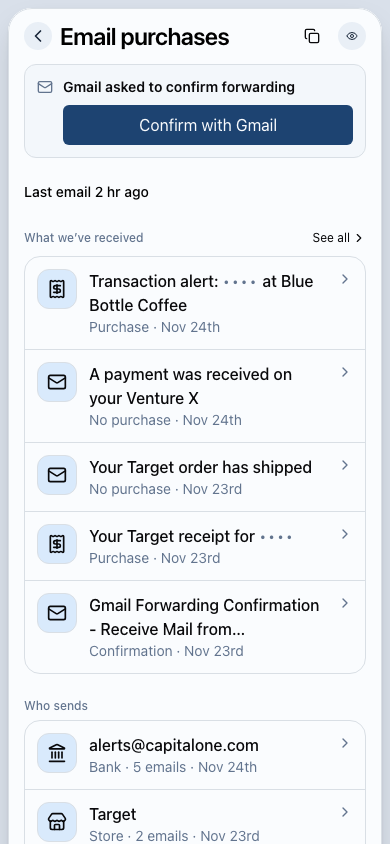 Email purchases
Gmail asked to confirm forwarding
Confirm with Gmail
Last email 2 hr ago
What we’ve received
See all
Transaction alert: •••• at Blue
Bottle Coffee
Purchase · Nov 24th
A payment was received on
your Venture X
No purchase · Nov 24th
Your Target order has shipped
No purchase · Nov 23rd
Your Target receipt for ••••
Purchase · Nov 23rd
Gmail Forwarding Confirmation
- Receive Mail from...
Confirmation · Nov 23rd
Who sends
alerts@capitalone.com
Bank · 5 emails · Nov 24th
Target
Store · 2 emails · Nov 23rd